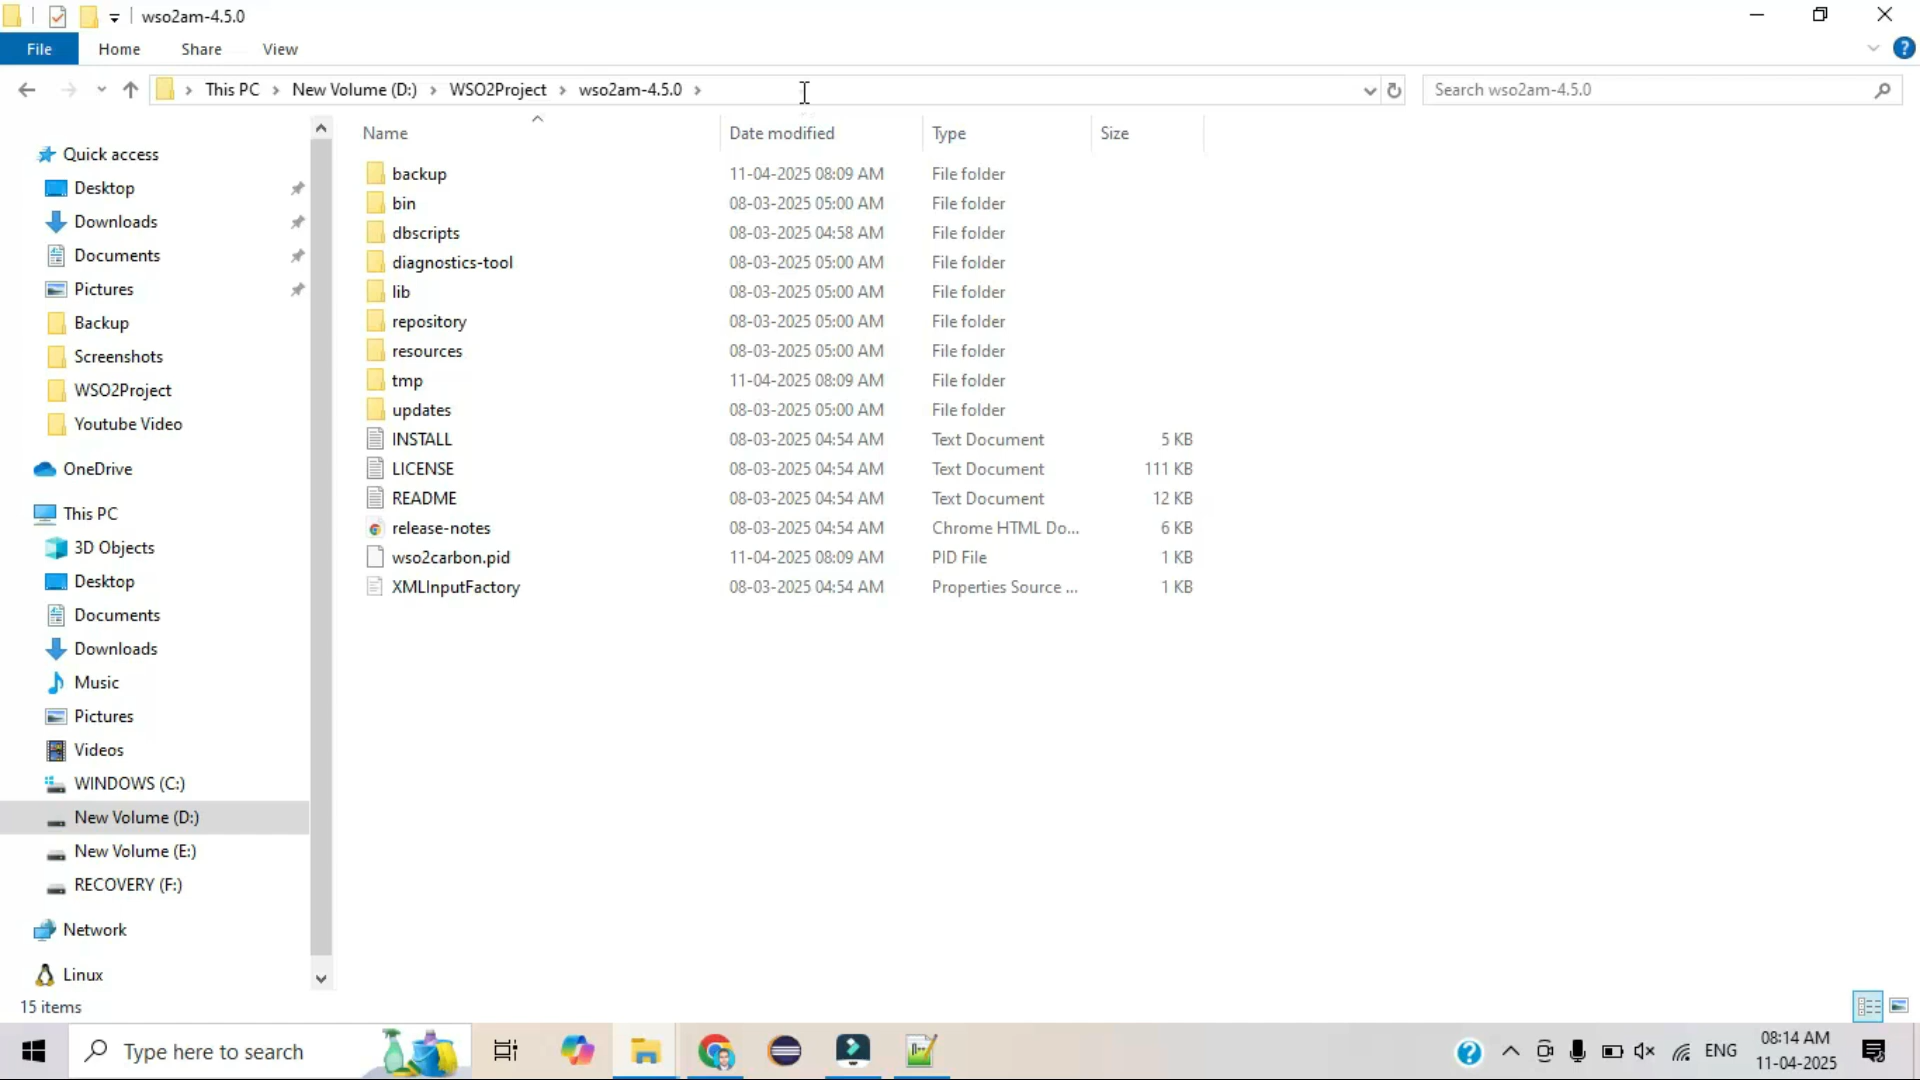 wso2am-4.5.0
File Home Share View
This PC New Volume (D:) WSO2Project wso2am-4.5.0
Search wso2am-4.5.0
Name Date modified Type Size
backup 11-04-2025 08:09 AM File folder
bin 08-03-2025 05:00 AM File folder
dbscripts 08-03-2025 04:58 AM File folder
diagnostics-tool 08-03-2025 05:00 AM File folder
lib 08-03-2025 05:00 AM File folder
repository 08-03-2025 05:00 AM File folder
resources 08-03-2025 05:00 AM File folder
tmp 11-04-2025 08:09 AM File folder
updates 08-03-2025 05:00 AM File folder
INSTALL 08-03-2025 04:54 AM Text Document 5 KB
LICENSE 08-03-2025 04:54 AM Text Document 111 KB
README 08-03-2025 04:54 AM Text Document 12 KB
release-notes 08-03-2025 04:54 AM Chrome HTML Do... 6 KB
wso2carbon.pid 11-04-2025 08:09 AM PID File 1 KB
XMLInputFactory 08-03-2025 04:54 AM Properties Source ... 1 KB
Quick access
Desktop
Downloads
Documents
Pictures
Backup
Screenshots
WSO2Project
Youtube Video
OneDrive
This PC
3D Objects
Desktop
Documents
Downloads
Music
Pictures
Videos
WINDOWS (C:)
New Volume (D:)
New Volume (E:)
RECOVERY (F:)
Network
Linux
15 items
Type here to search
ENG
08:14 AM
11-04-2025